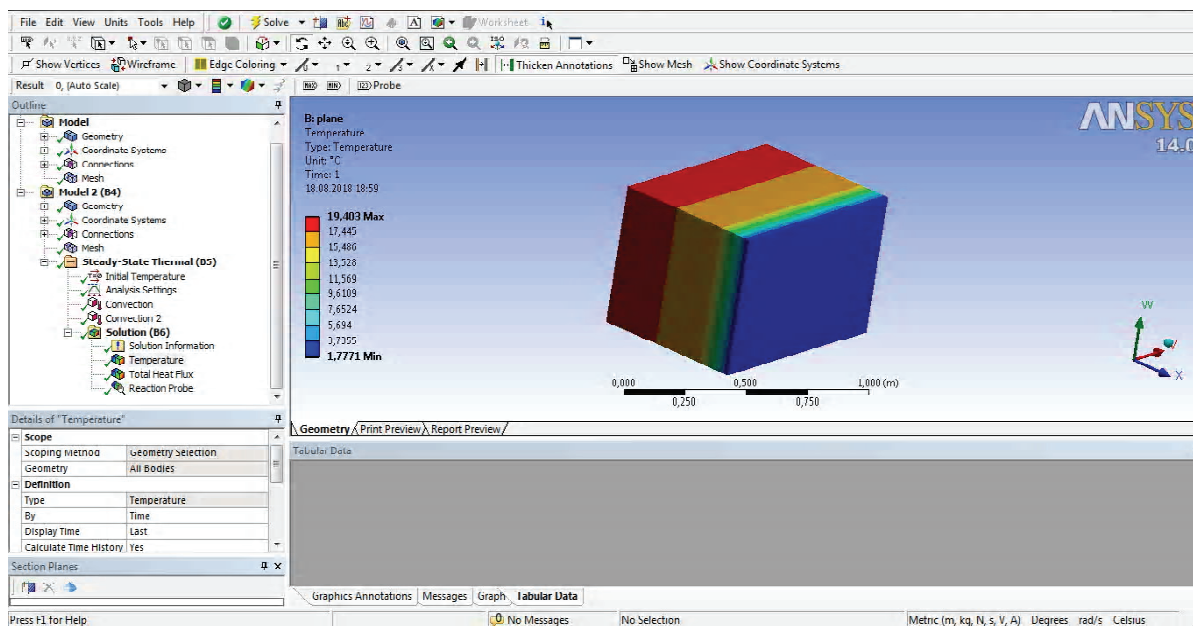 File Edit View Units Tools Help Solve Worksheet
Show Vertices Wireframe Edge Coloring Thicken Annotations Show Mesh Show Coordinate Systems
Result 0, (Auto Scale) Probe
Outline
Model
Geometry
Coordinate Systems
Connections
Mesh
Model 2 (B4)
Geometry
Coordinate Systems
Connections
Mesh
Steady-State Thermal (B5)
Initial Temperature
Analysis Settings
Convection
Convection 2
Solution (B6)
Solution Information
Temperature
Total Heat Flux
Reaction Probe
Details of "Temperature"
Scope
Scoping Method Geometry Selection
Geometry All Bodies
Definition
Type Temperature
By Time
Display Time Last
Calculate Time History Yes
Section Planes
B: plane
Temperature
Type: Temperature
Unit: °C
Time: 1
18.08.2018 18:59
19,403 Max
17,445
15,486
13,528
11,569
9,6109
7,6524
5,694
3,7355
1,7771 Min
ANSYS
14.0
0,000 0,500 1,000 (m)
0,250 0,750
X
Geometry Print Preview Report Preview
Tabular Data
Graphics Annotations Messages Graph Tabular Data
Press F1 for Help 0 No Messages No Selection Metric (m, kg, N, s, V, A) Degrees rad/s Celsius